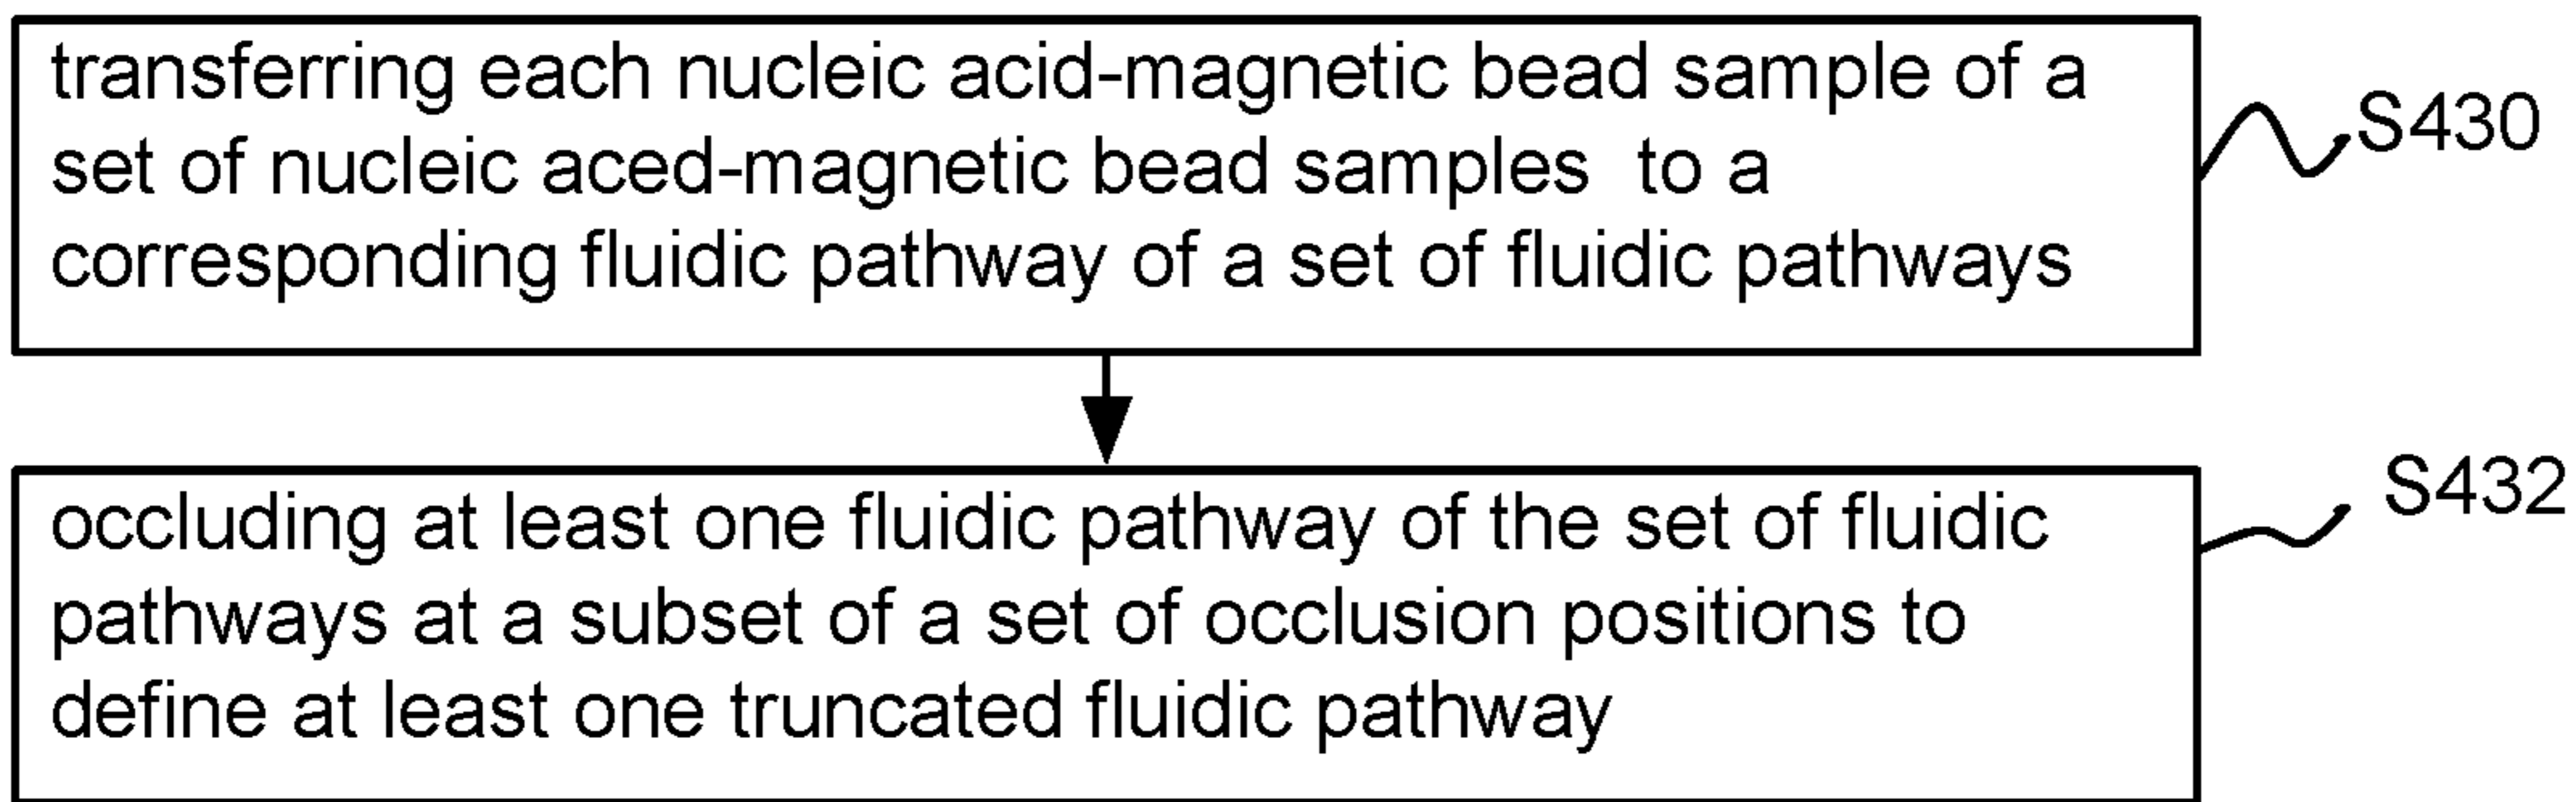 transferring each nucleic acid-magnetic bead sample of a
set of nucleic aced-magnetic bead samples  to a
corresponding fluidic pathway of a set of fluidic pathways
S430
occluding at least one fluidic pathway of the set of fluidic
pathways at a subset of a set of occlusion positions to
define at least one truncated fluidic pathway
S432